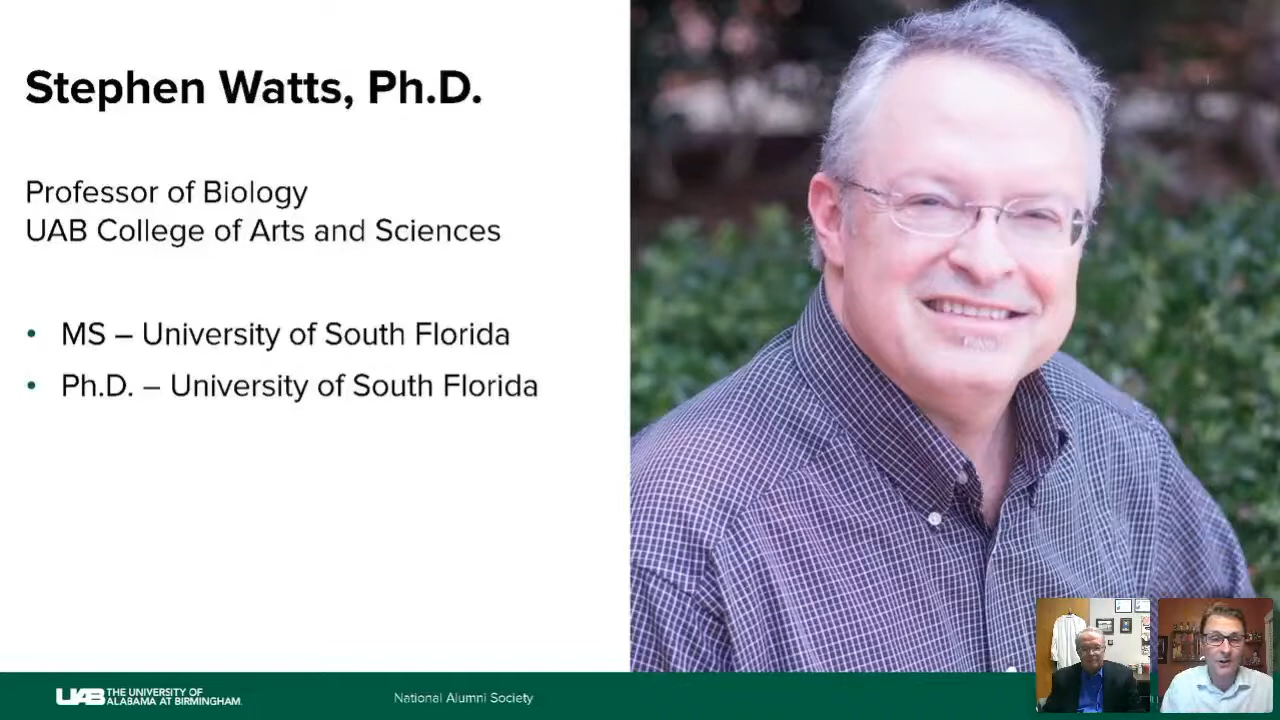 Stephen Watts, Ph.D.
Professor of Biology
UAB College of Arts and Sciences
• MS – University of South Florida
• Ph.D. – University of South Florida
UAB THE UNIVERSITY OF
ALABAMA AT BIRMINGHAM
National Alumni Society